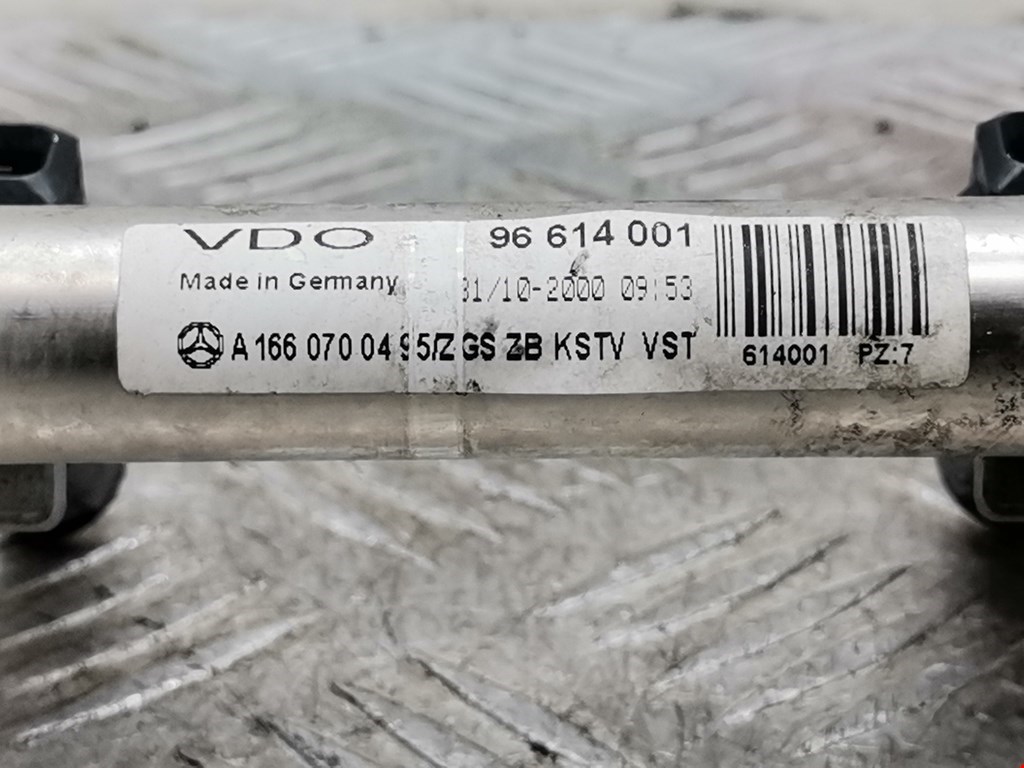 VDO 96 614 001
Made in Germany 31/10-2000 09:53
A 166 070 04 95/ZGS ZB KSTV VST
614001 PZ:7